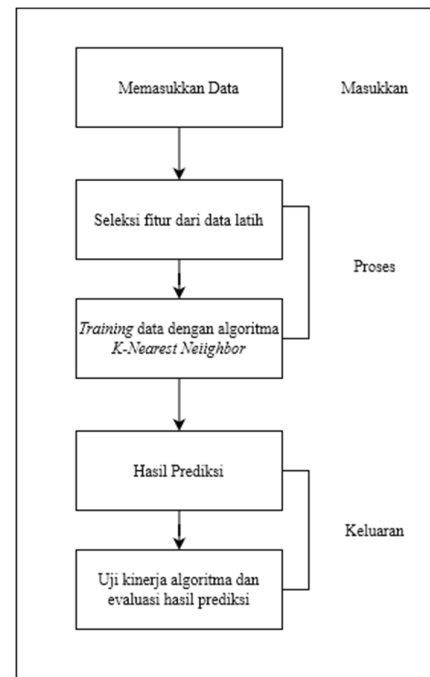 Memasukkan Data
Masukkan
Seleksi fitur dari data latih
Proses
Training data dengan algoritma
K-Nearest Neiighbor
Hasil Prediksi
Keluaran
Uji kinerja algoritma dan
evaluasi hasil prediksi